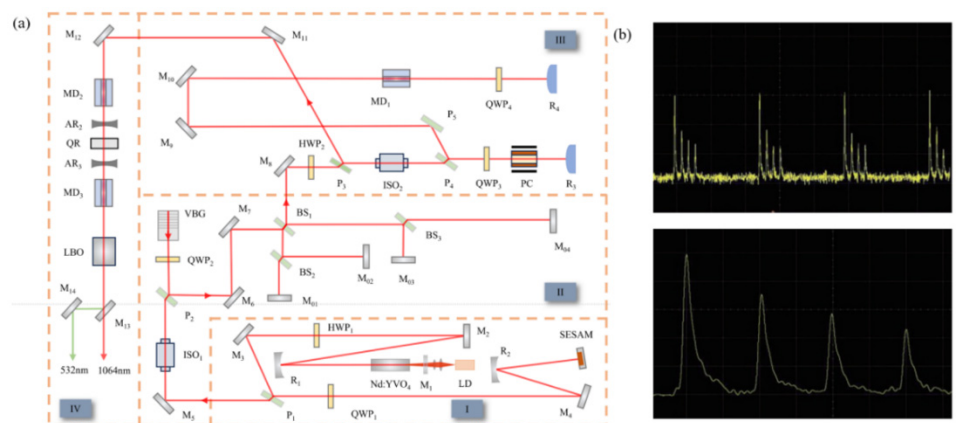 (a)
(b)
M₁₂
M₁₁
III
M₁₀
MD₁
QWP₄
R₄
MD₂
AR₂
QR
AR₃
MD₃
M₉
P₅
M₈
HWP₂
P₃
ISO₂
P₄
QWP₃
PC
R₅
VBG
M₇
BS₁
BS₃
M₀₄
LBO
QWP₂
BS₂
M₀₂
M₀₃
P₂
M₆
M₀₁
II
M₁₄
M₁₃
M₃
HWP₁
M₂
SESAM
ISO₁
R₁
Nd:YVO₄
M₁
LD
R₂
532nm
1064nm
M₅
P₁
QWP₁
M₄
IV
I